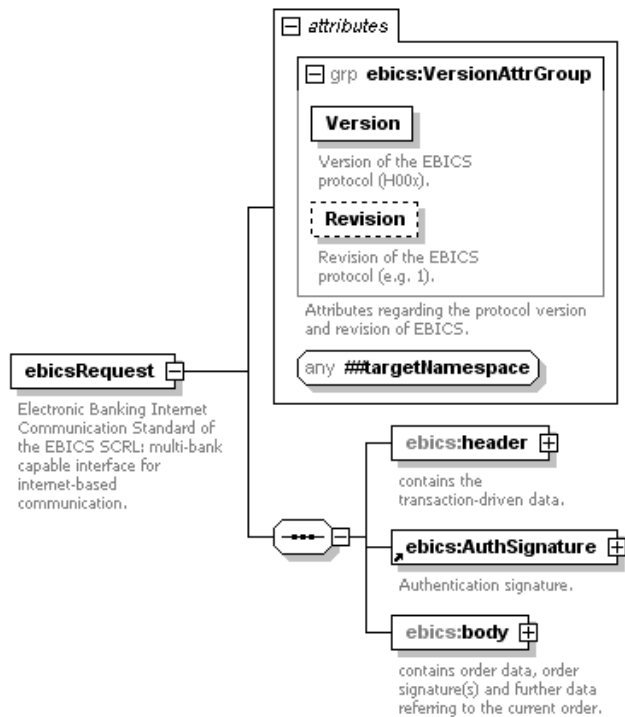 attributes
grp ebics:VersionAttrGroup
Version
Version of the EBICS
protocol (H00x).
Revision
Revision of the EBICS
protocol (e.g. 1).
Attributes regarding the protocol version
and revision of EBICS.
any ##targetNamespace
ebicsRequest
Electronic Banking Internet
Communication Standard of
the EBICS SCRL: multi-bank
capable interface for
internet-based
communication.
ebics:header
contains the
transaction-driven data.
ebics:AuthSignature
Authentication signature.
ebics:body
contains order data, order
signature(s) and further data
referring to the current order.